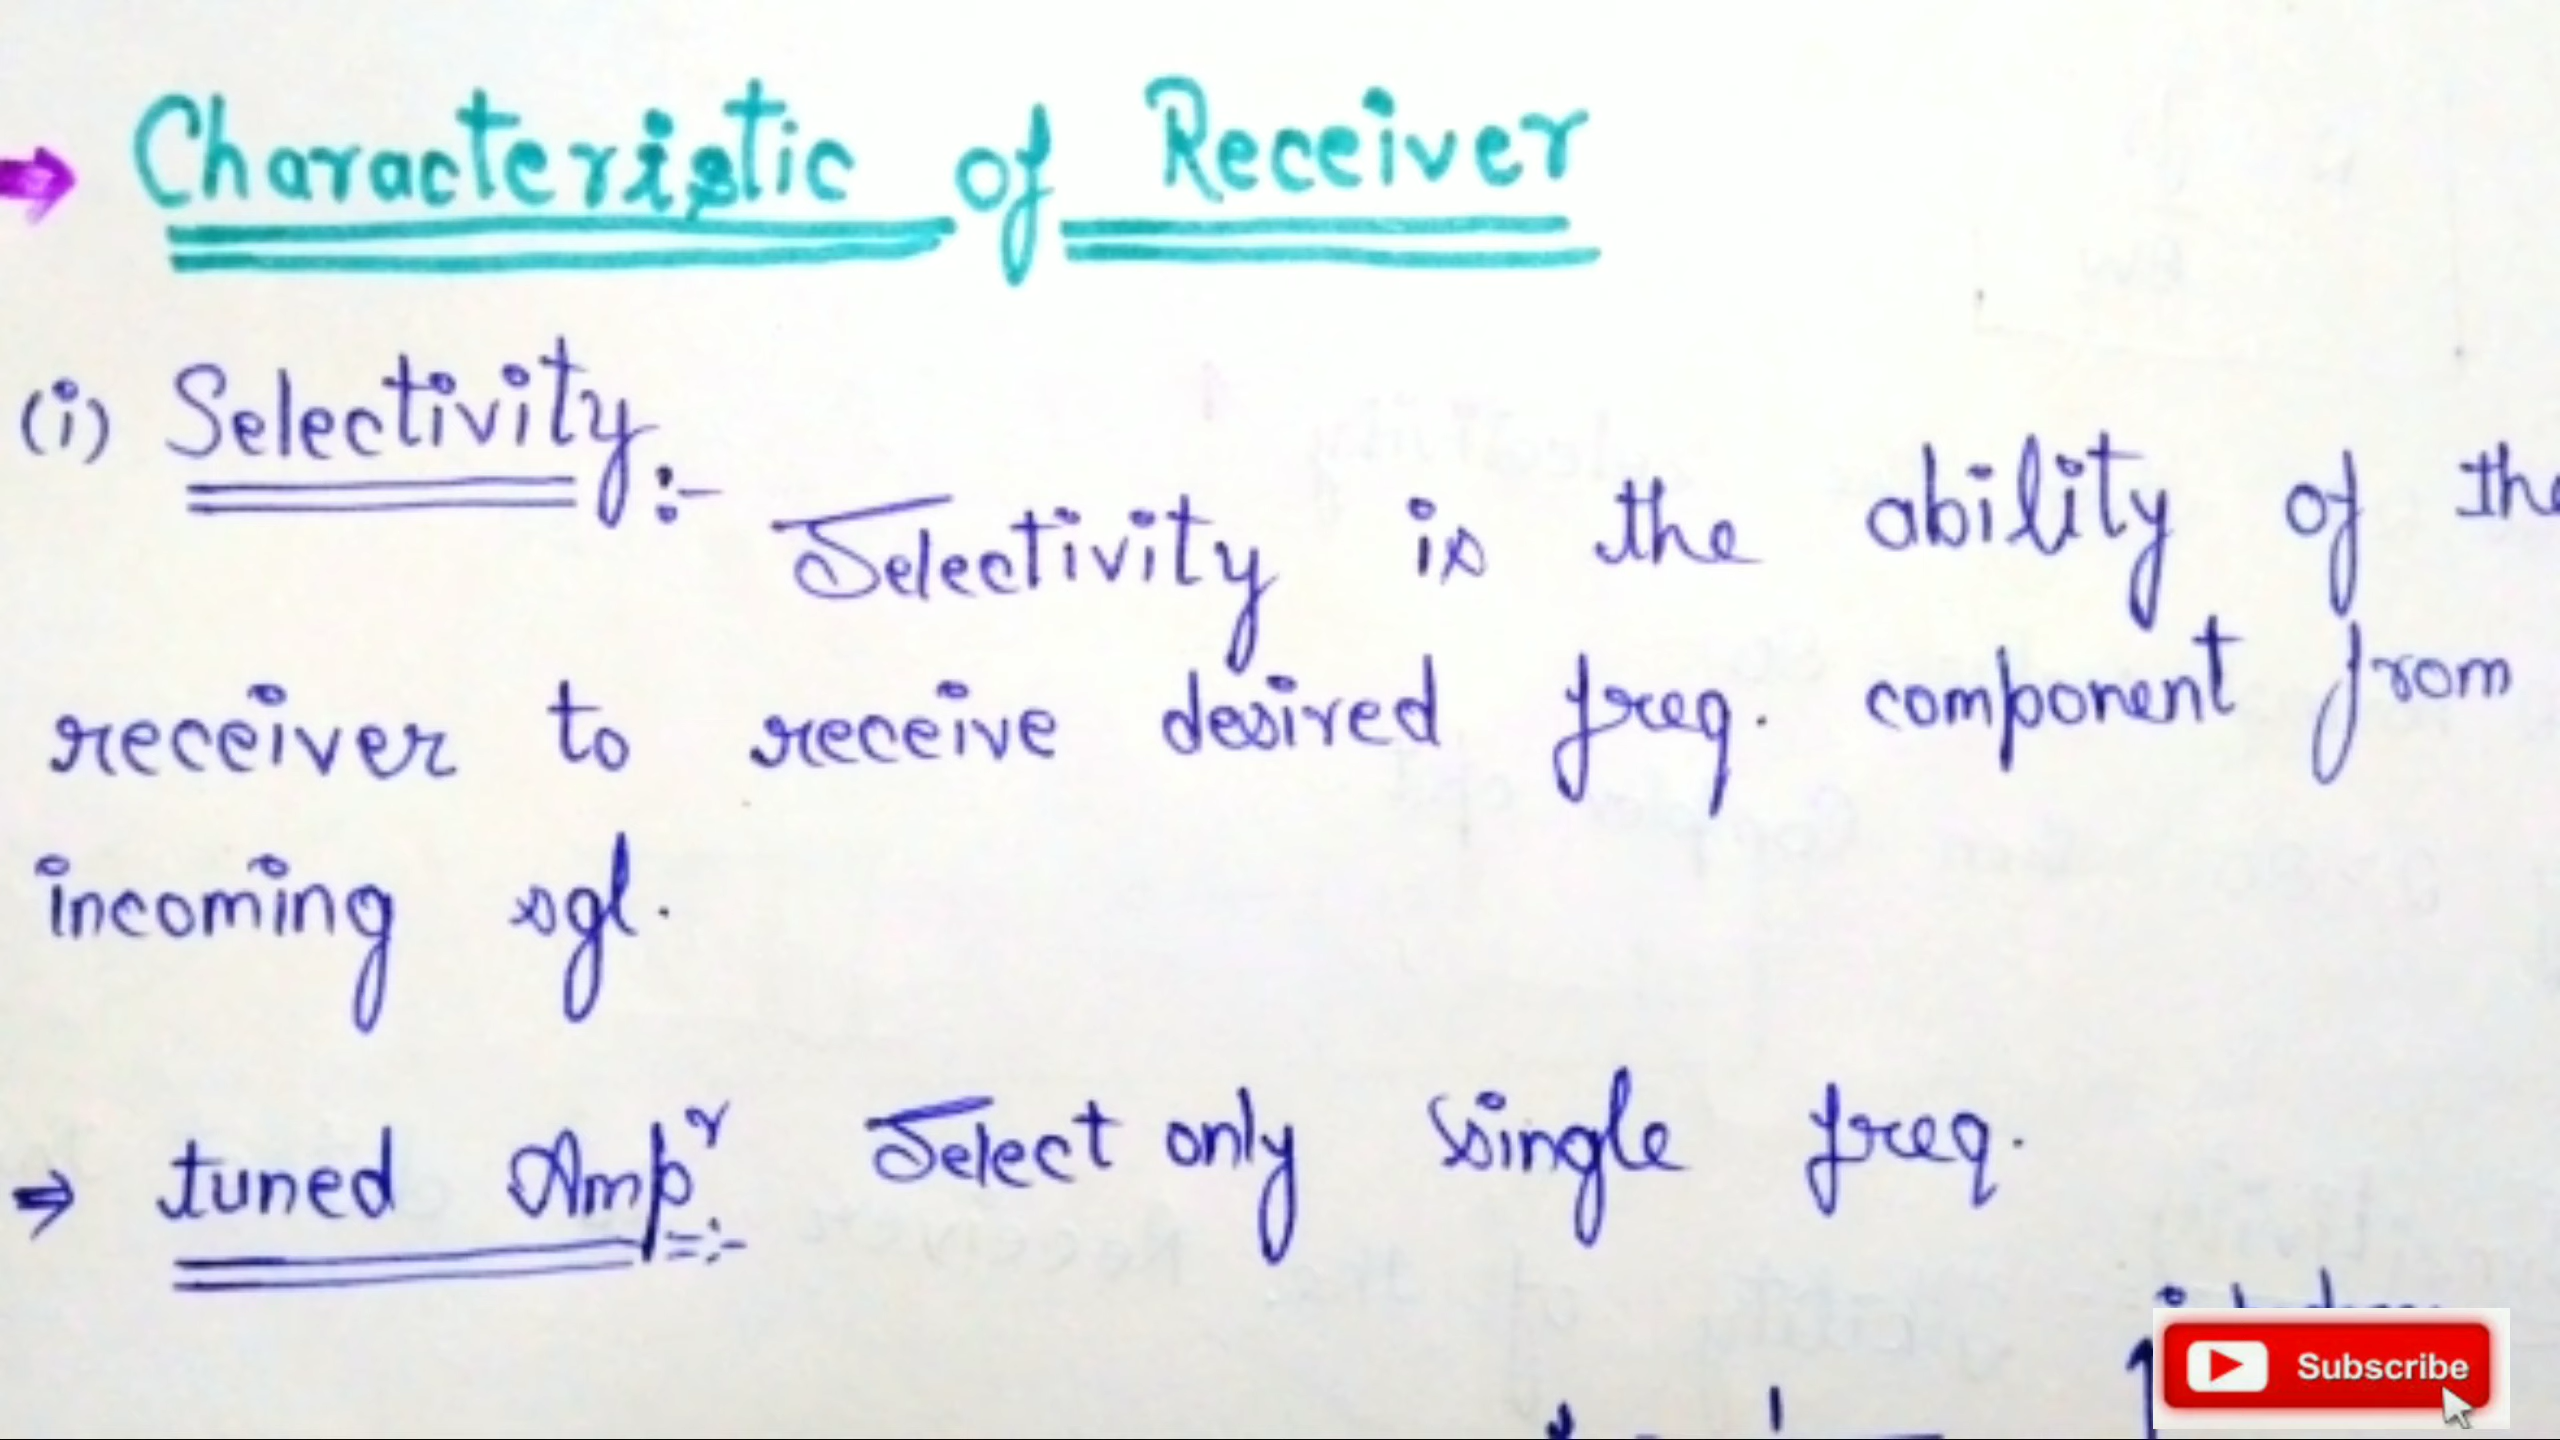 → Characteristic of Receiver
(i) Selectivity :- Selectivity is the ability of the
receiver to receive desired freq. component from
incoming sgl.
⇒ tuned Ampʳ :- Select only single freq.
Subscribe